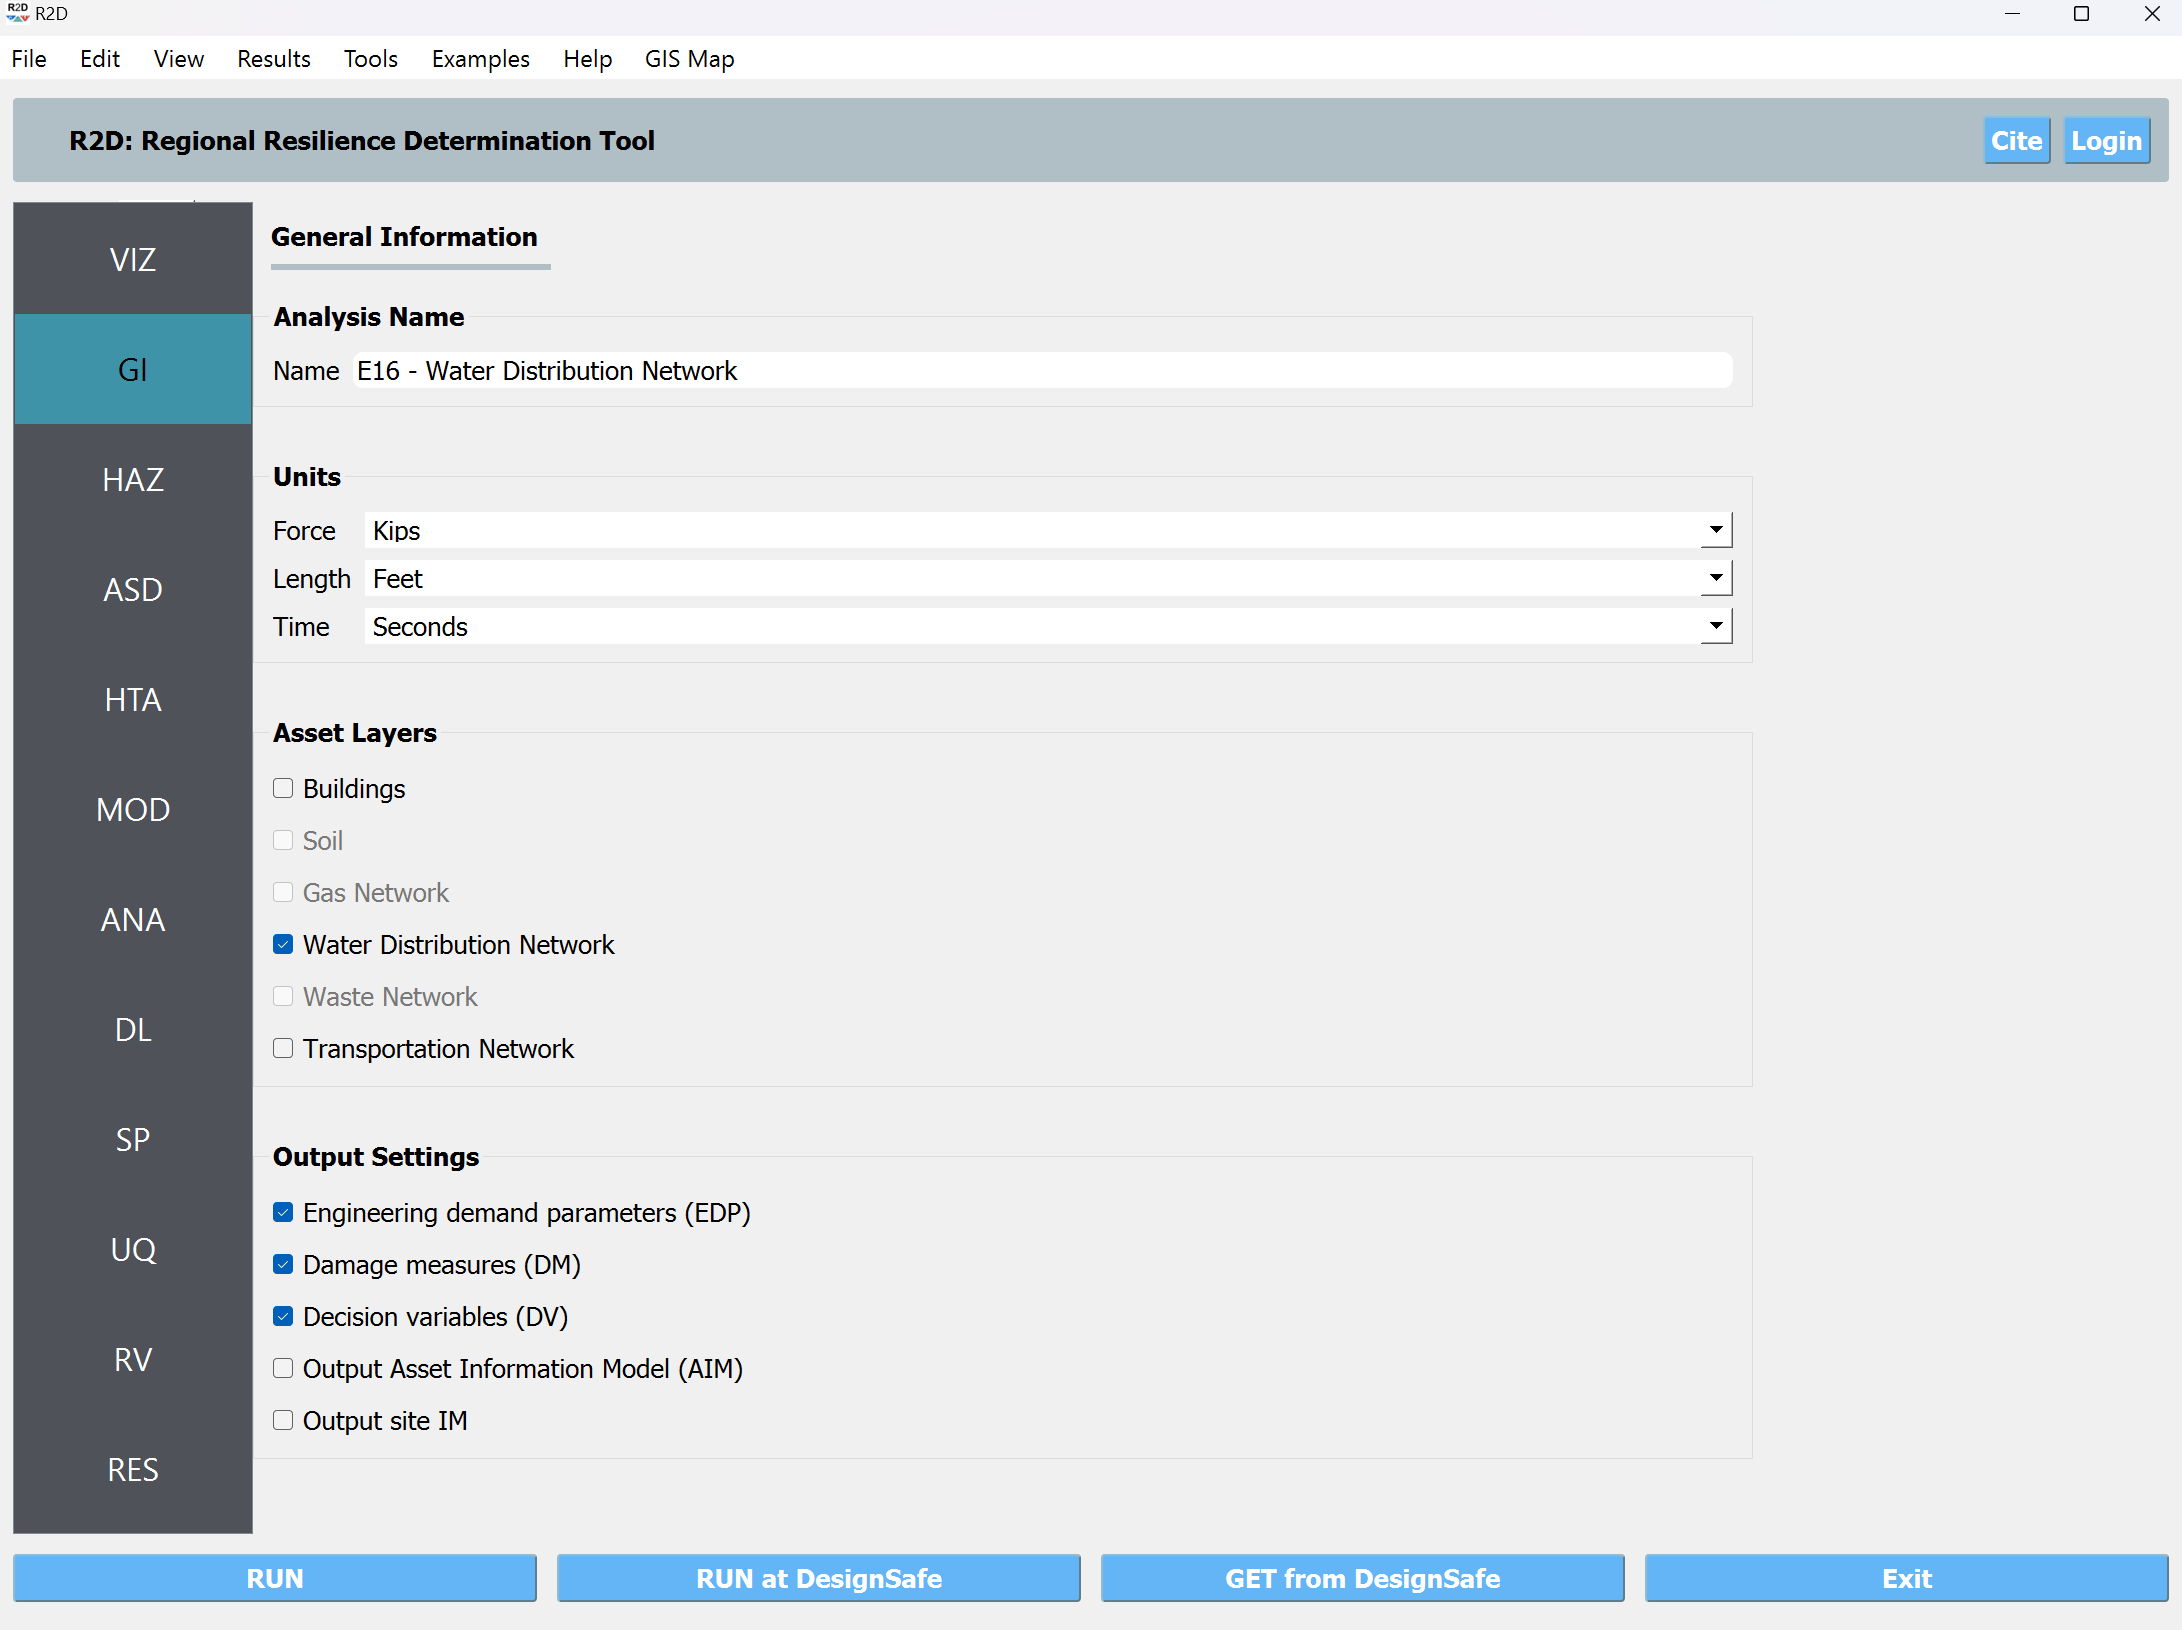 R2D R2D
File Edit View Results Tools Examples Help GIS Map
R2D: Regional Resilience Determination Tool Cite Login
VIZ
GI
HAZ
ASD
HTA
MOD
ANA
DL
SP
UQ
RV
RES
General Information
Analysis Name
Name E16 - Water Distribution Network
Units
Force Kips
Length Feet
Time Seconds
Asset Layers
Buildings
Soil
Gas Network
Water Distribution Network
Waste Network
Transportation Network
Output Settings
Engineering demand parameters (EDP)
Damage measures (DM)
Decision variables (DV)
Output Asset Information Model (AIM)
Output site IM
RUN RUN at DesignSafe GET from DesignSafe Exit